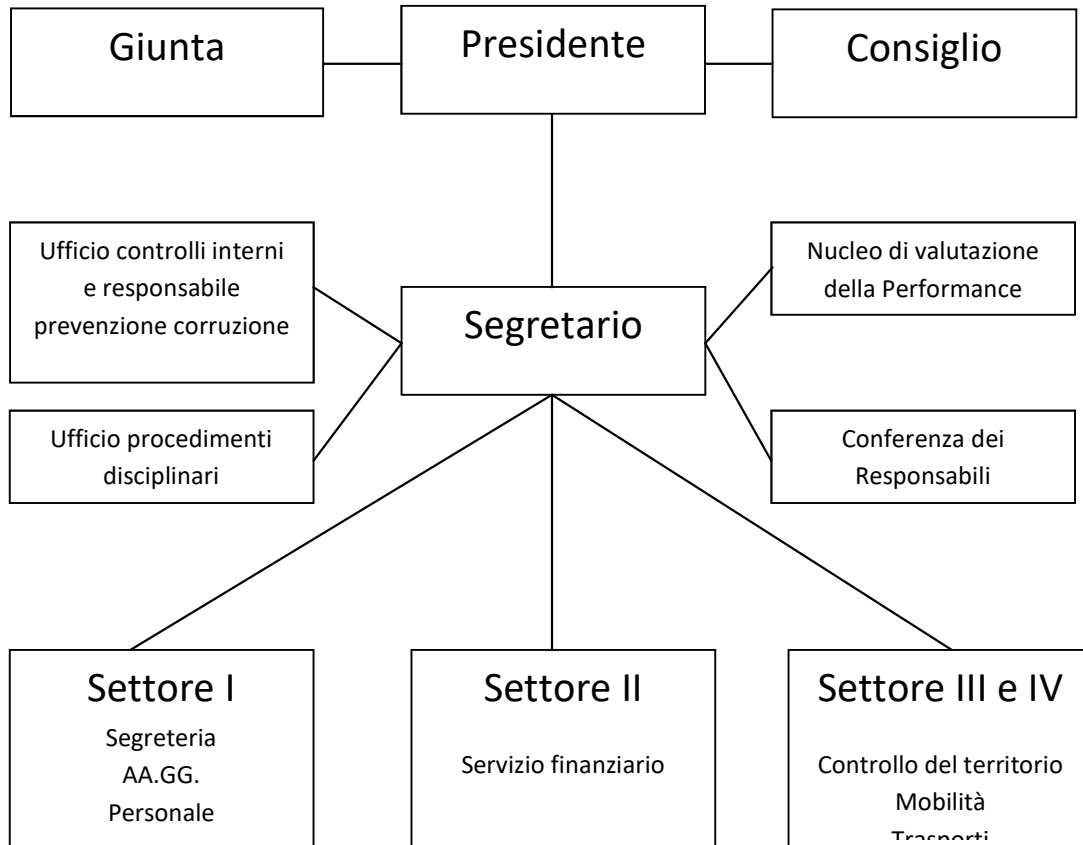 Giunta
Presidente
Consiglio
Ufficio controlli interni
e responsabile
prevenzione corruzione
Nucleo di valutazione
della Performance
Segretario
Ufficio procedimenti
disciplinari
Conferenza dei
Responsabili
Settore I
Segreteria
AA.GG.
Personale
Settore II
Servizio finanziario
Settore III e IV
Controllo del territorio
Mobilità
Trasporti